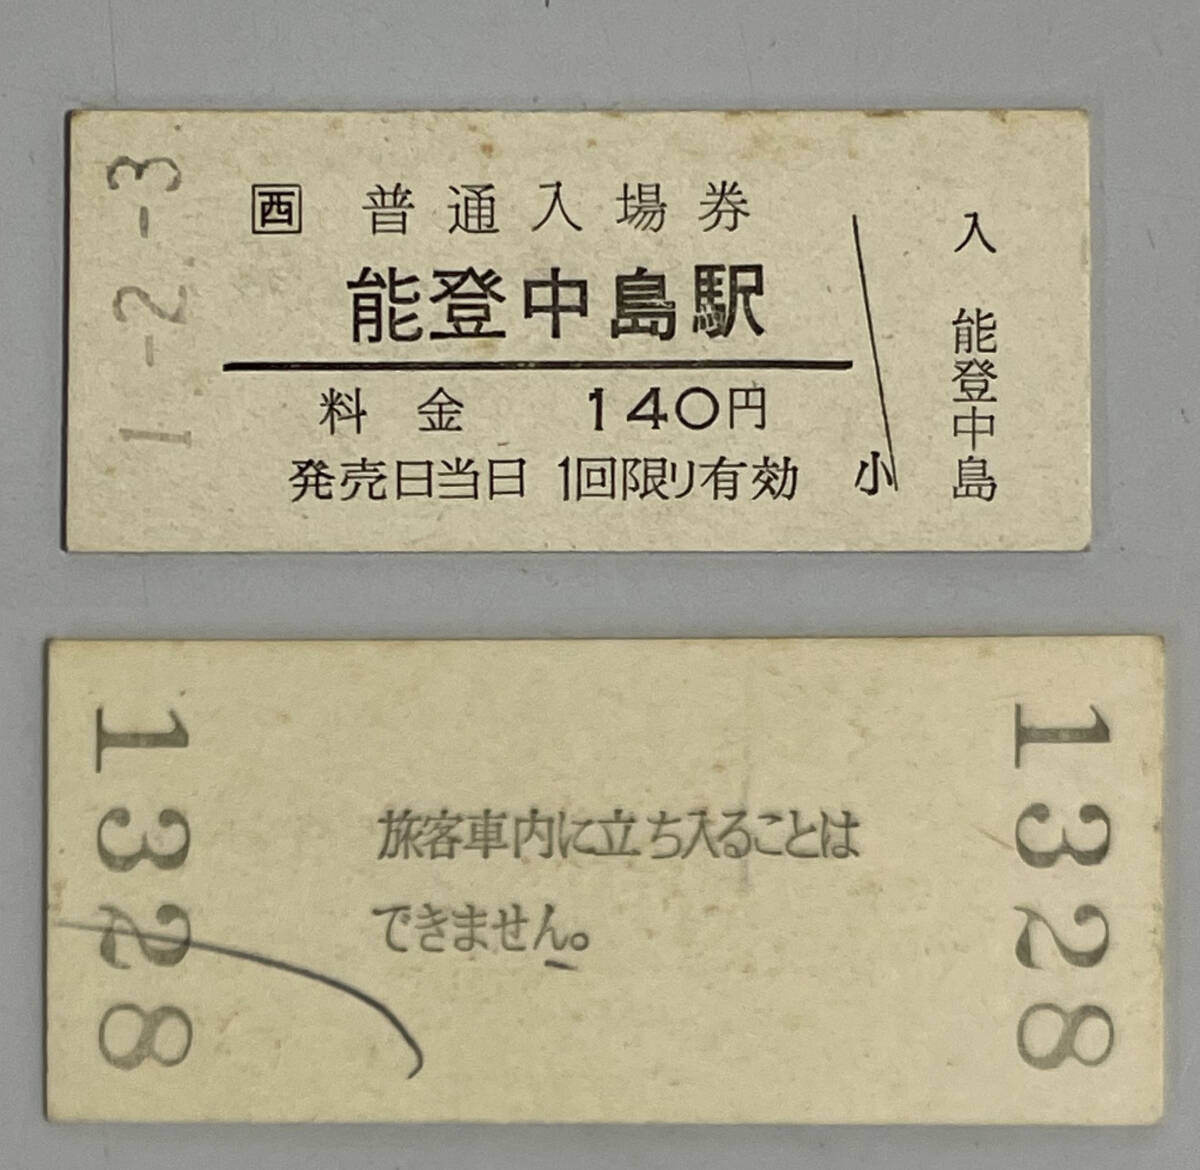 1-2-3
西 普通入場券
能登中島駅
料金 140円
発売日当日 1回限り有効 小
入 能登中島
1328
旅客車内に立ち入ることは
できません。
1328